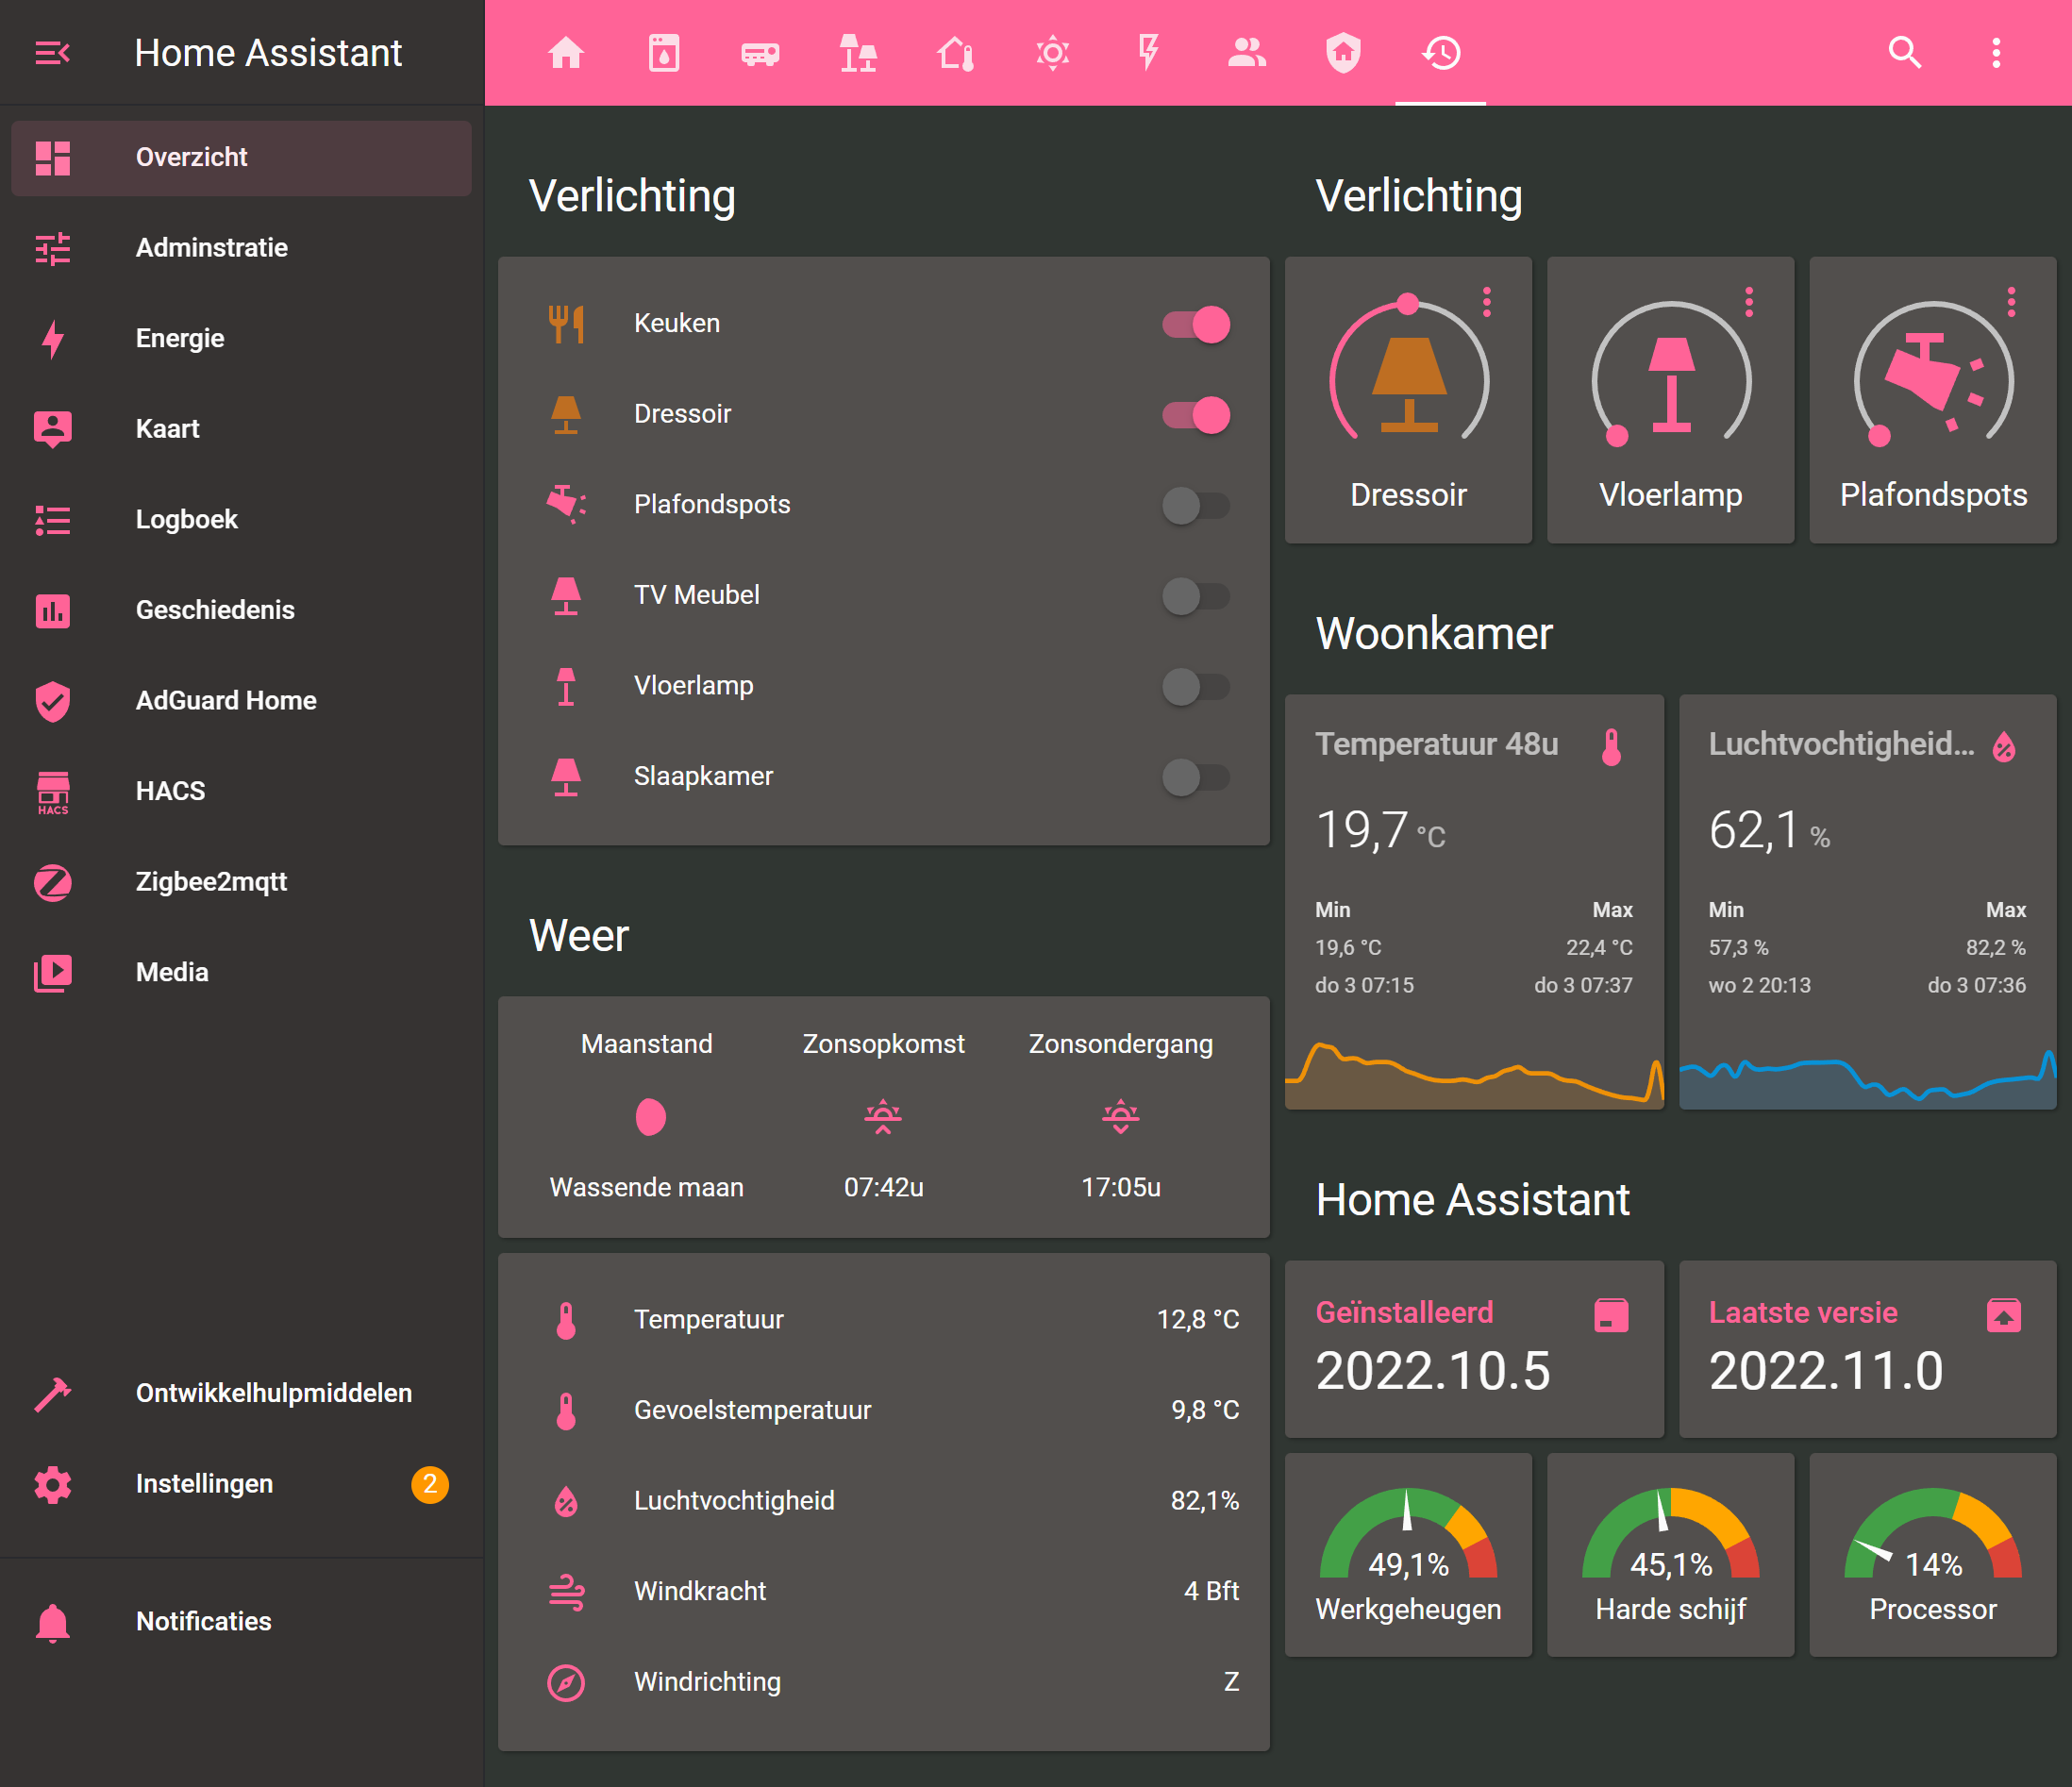 Home Assistant
Overzicht
Adminstratie
Energie
Kaart
Logboek
Geschiedenis
AdGuard Home
HACS
HACS
Zigbee2mqtt
Media
Ontwikkelhulpmiddelen
Instellingen 2
Notificaties
Verlichting
Keuken
Dressoir
Plafondspots
TV Meubel
Vloerlamp
Slaapkamer
Weer
Maanstand Zonsopkomst Zonsondergang
Wassende maan 07:42u 17:05u
Temperatuur 12,8 °C
Gevoelstemperatuur 9,8 °C
Luchtvochtigheid 82,1%
Windkracht 4 Bft
Windrichting Z
Verlichting
Dressoir Vloerlamp Plafondspots
Woonkamer
Temperatuur 48u
19,7 °C
Min Max
19,6 °C 22,4 °C
do 3 07:15 do 3 07:37
Luchtvochtigheid...
62,1 %
Min Max
57,3 % 82,2 %
wo 2 20:13 do 3 07:36
Home Assistant
Geïnstalleerd
2022.10.5
Laatste versie
2022.11.0
49,1%
Werkgeheugen
45,1%
Harde schijf
14%
Processor